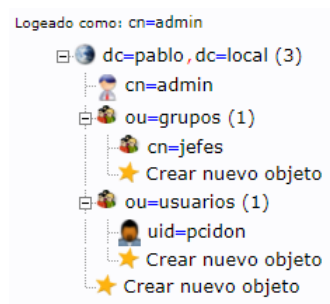 Logeado como: cn=admin
dc=pablo,dc=local (3)
cn=admin
ou=grupos (1)
cn=jefes
Crear nuevo objeto
ou=usuarios (1)
uid=pcidon
Crear nuevo objeto
Crear nuevo objeto